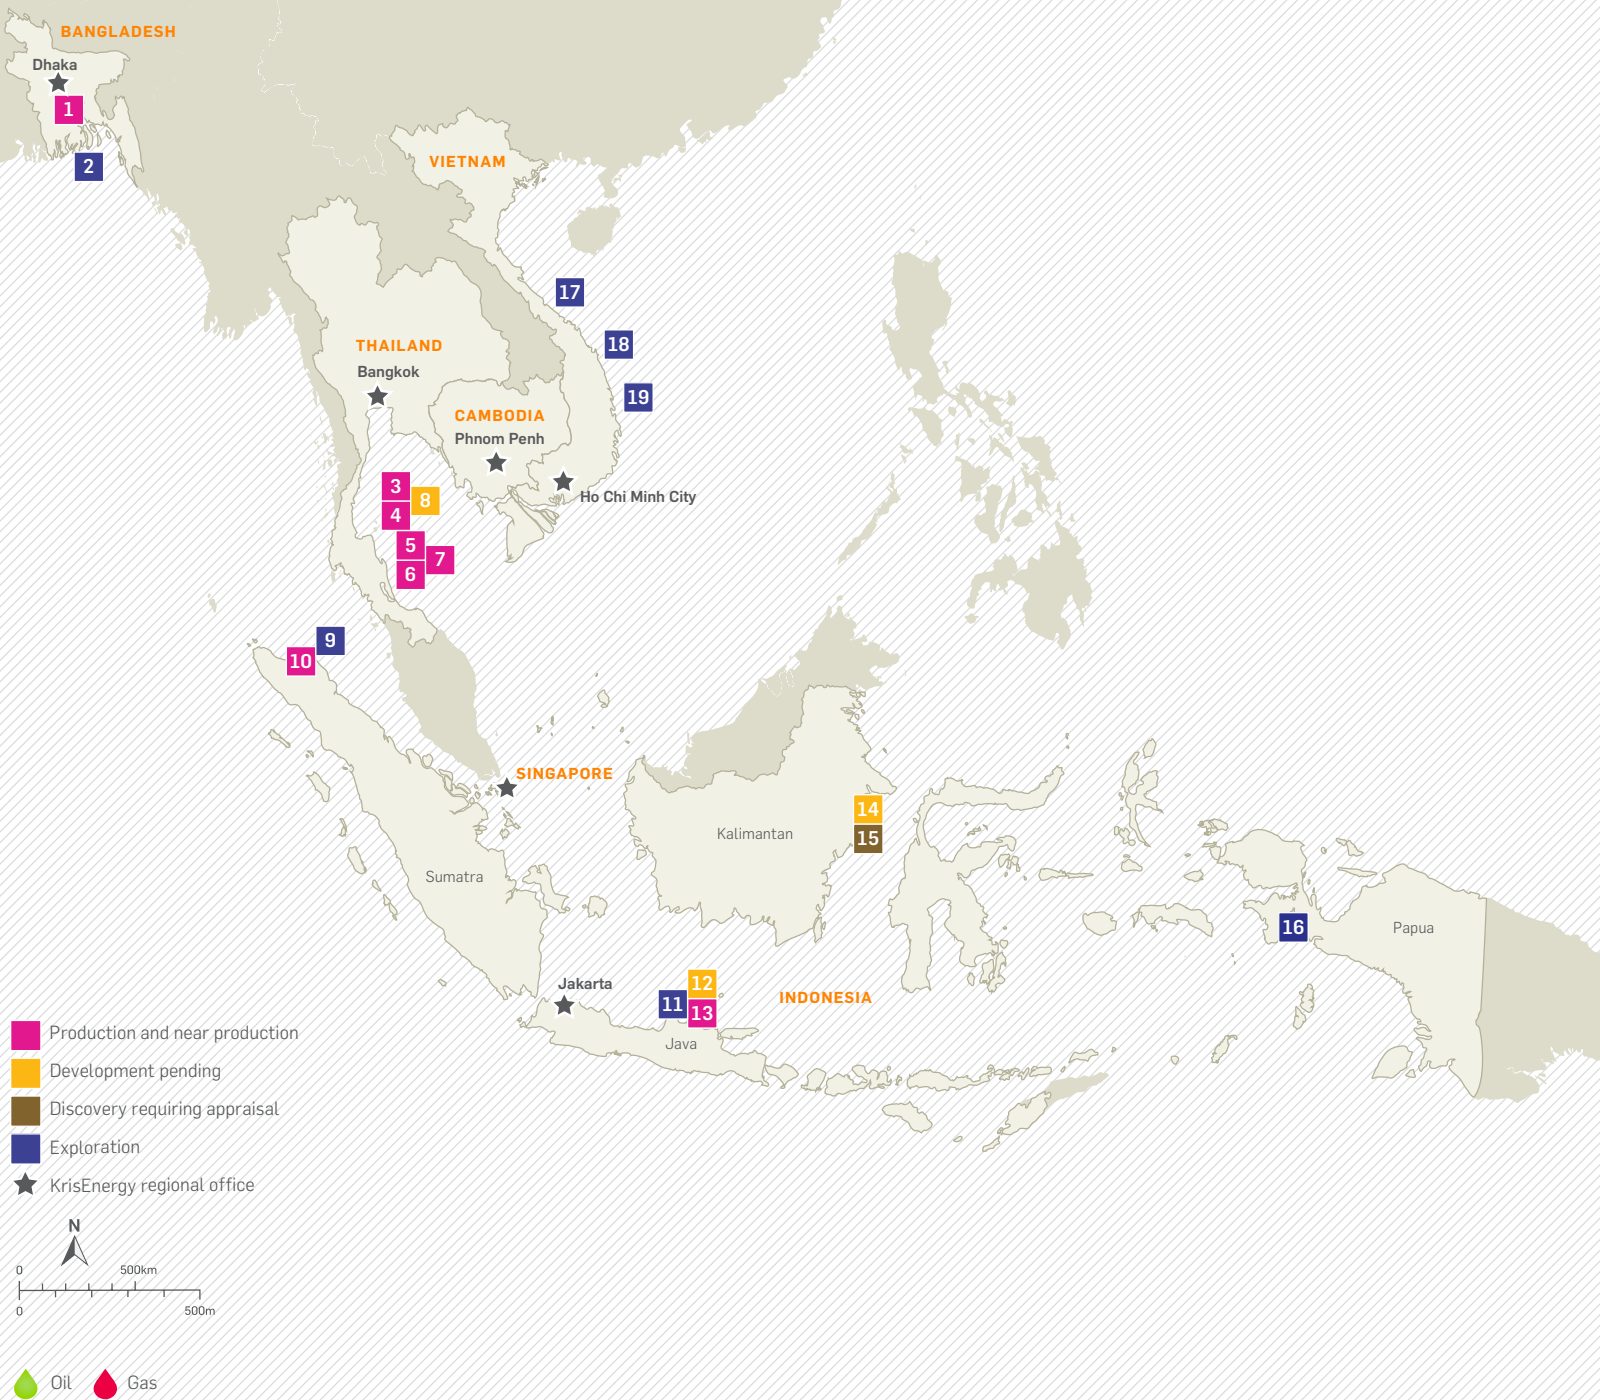 BANGLADESH
Dhaka
1
2
VIETNAM
17
18
19
THAILAND
Bangkok
CAMBODIA
Phnom Penh
Ho Chi Minh City
3
8
4
5
7
6
9
10
SINGAPORE
14
15
Kalimantan
Sumatra
16
Papua
Jakarta
12
11
13
INDONESIA
Java
Production and near production
Development pending
Discovery requiring appraisal
Exploration
KrisEnergy regional office
N
0 500km
0 500m
Oil Gas